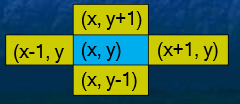 (x, y+1)
(x-1, y
(x, y)
(x+1, y)
(x, y-1)